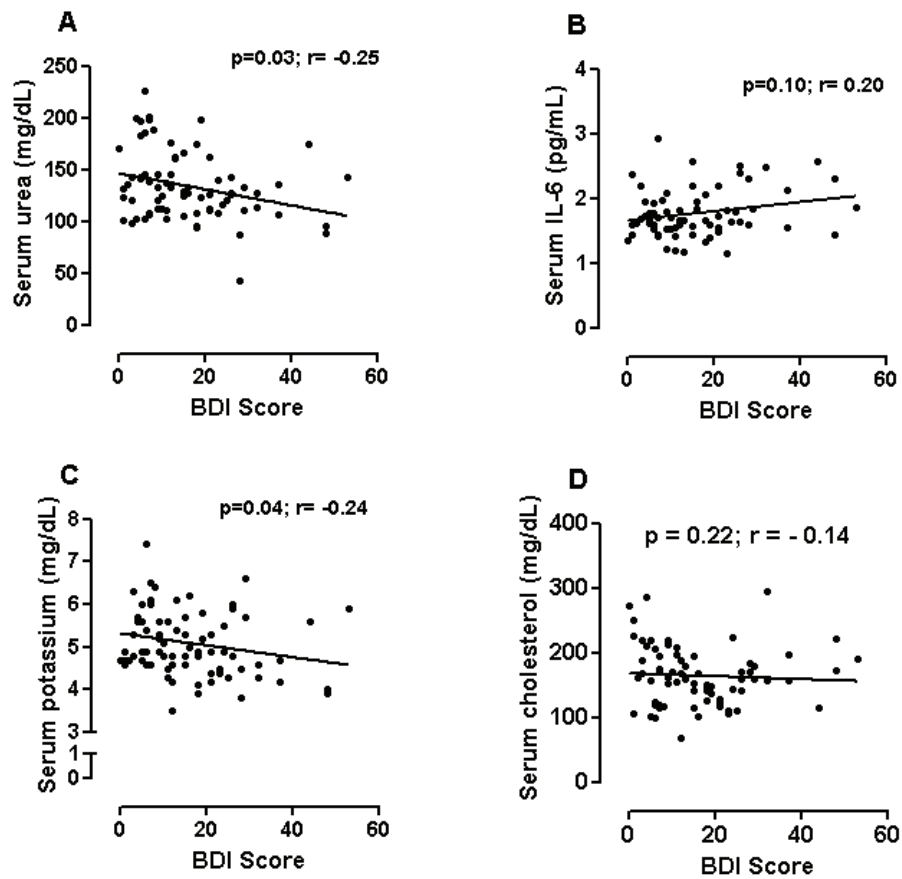 A
p=0.03; r= -0.25
Serum urea (mg/dL)
250
200
150
100
50
0
0 20 40 60
BDI Score
B
p=0.10; r= 0.20
Serum IL-6 (pg/mL)
4
3
2
1
0
0 20 40 60
BDI Score
C
p=0.04; r= -0.24
Serum potassium (mg/dL)
8
7
6
5
4
3
1
0
0 20 40 60
BDI Score
D
p = 0.22; r = - 0.14
Serum cholesterol (mg/dL)
400
300
200
100
0
0 20 40 60
BDI Score